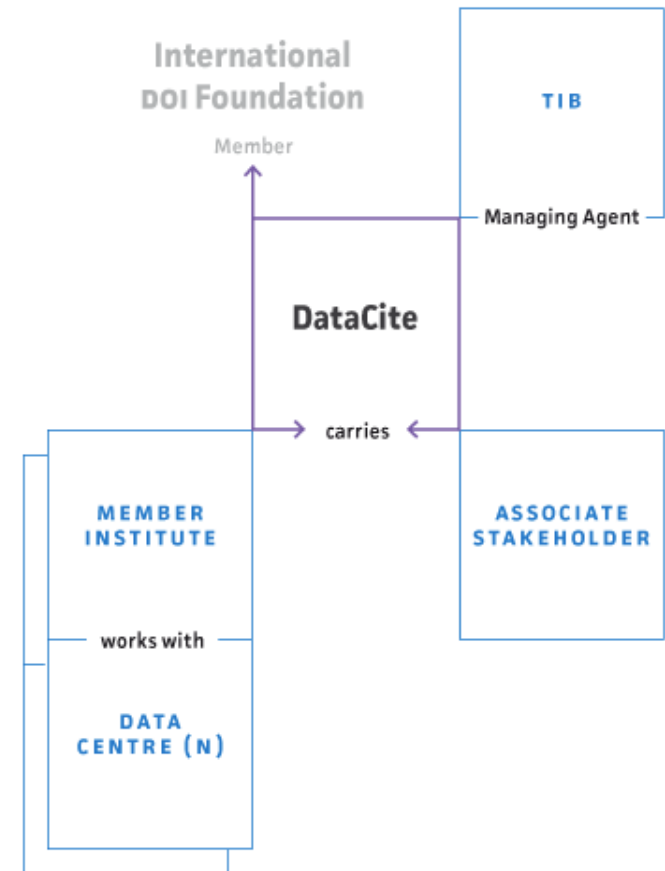 International
DOI Foundation
Member
TIB
Managing Agent
DataCite
carries
MEMBER
INSTITUTE
ASSOCIATE
STAKEHOLDER
works with
DATA
CENTRE (N)